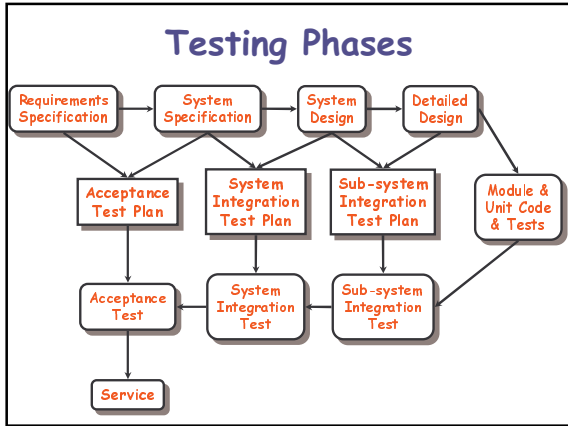 Testing Phases
Requirements
Specification
System
Specification
System
Design
Detailed
Design
Acceptance
Test Plan
System
Integration
Test Plan
Sub-system
Integration
Test Plan
Module &
Unit Code
& Tests
Acceptance
Test
System
Integration
Test
Sub-system
Integration
Test
Service